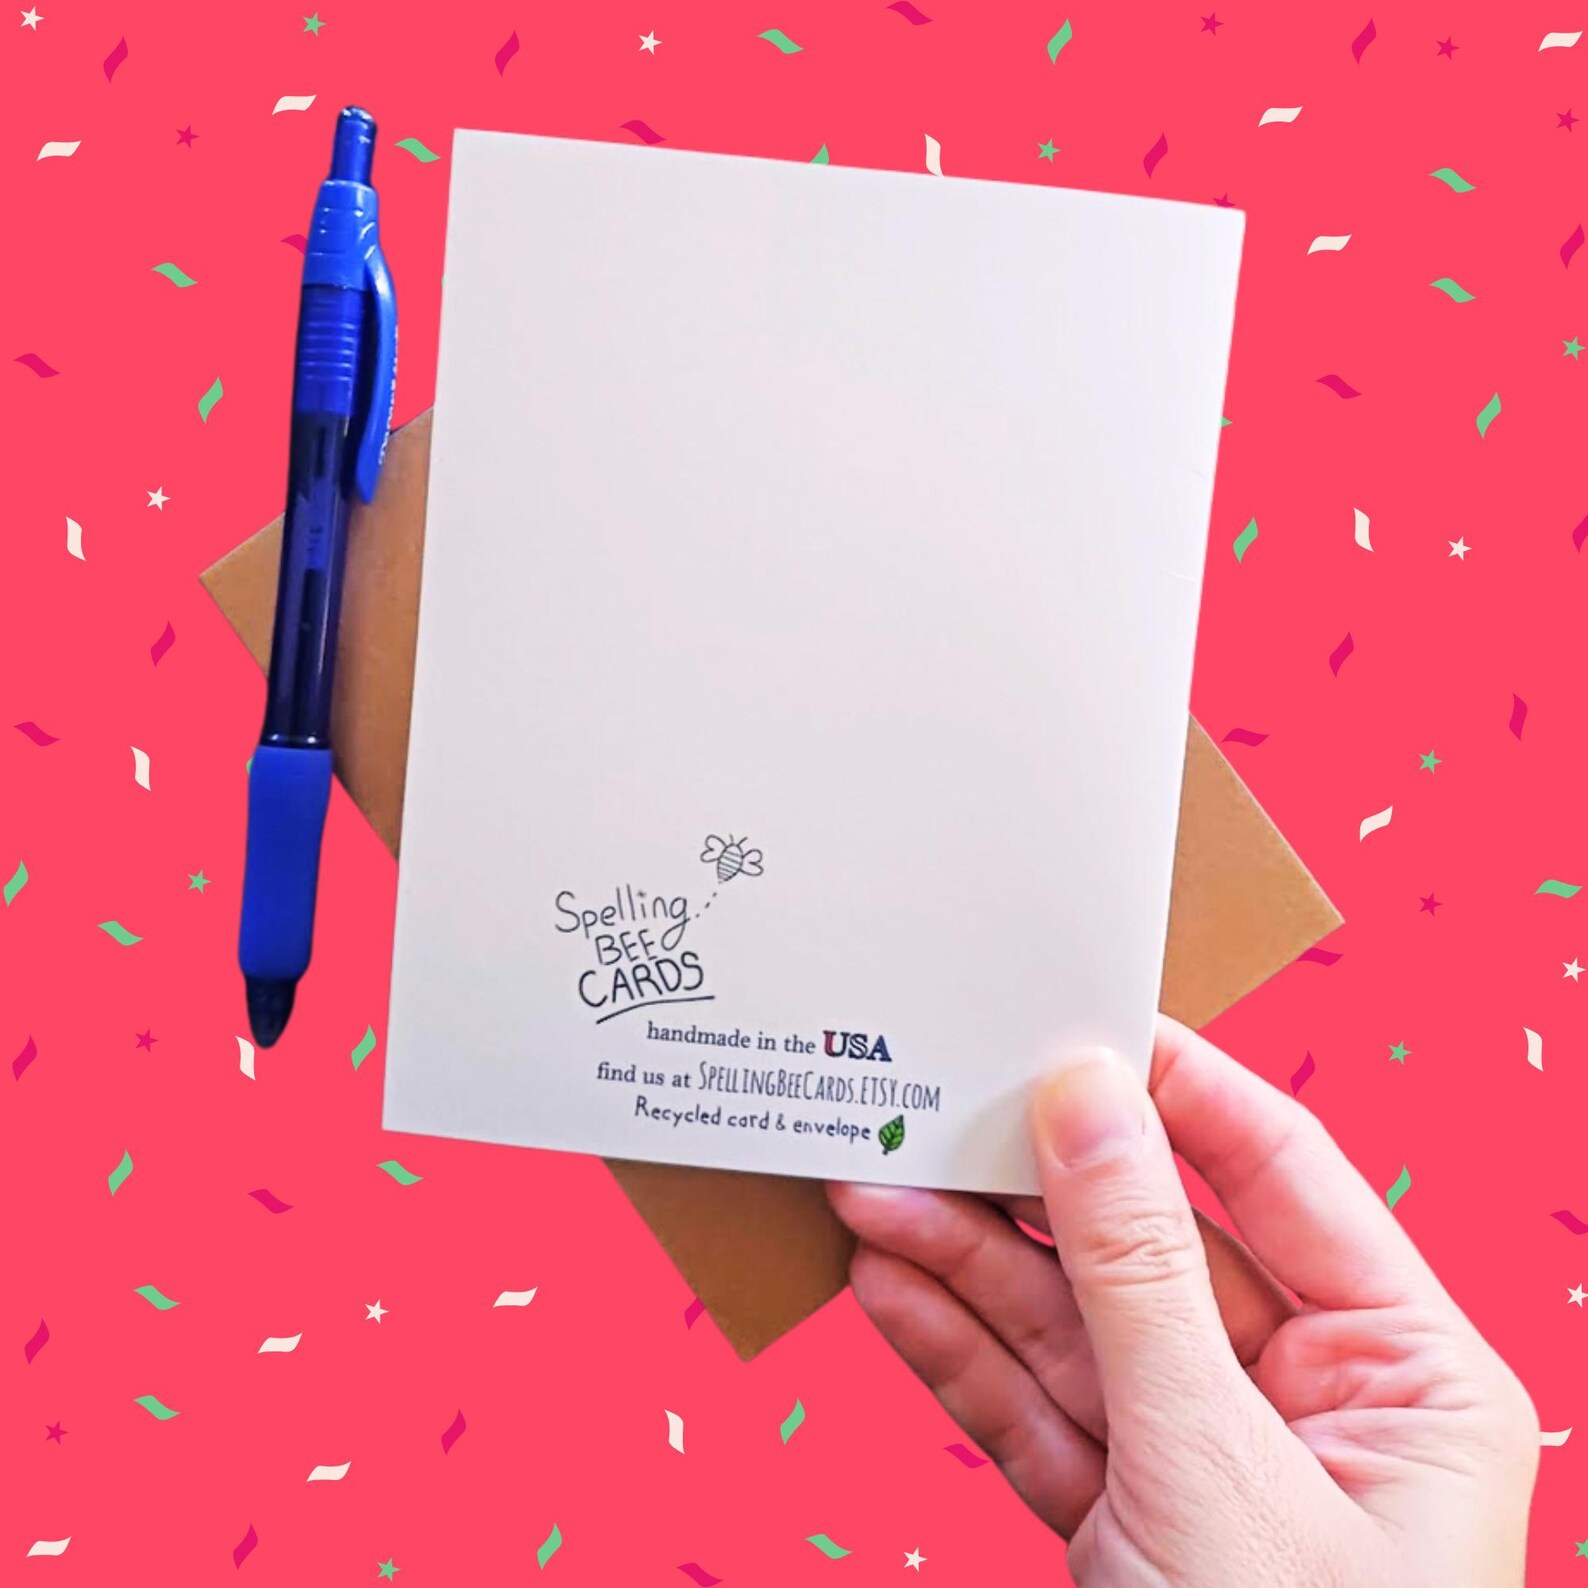 Spelling
BEE
CARDS
handmade in the USA
find us at SPELLINGBEECARDS.ETSY.COM
Recycled card & envelope